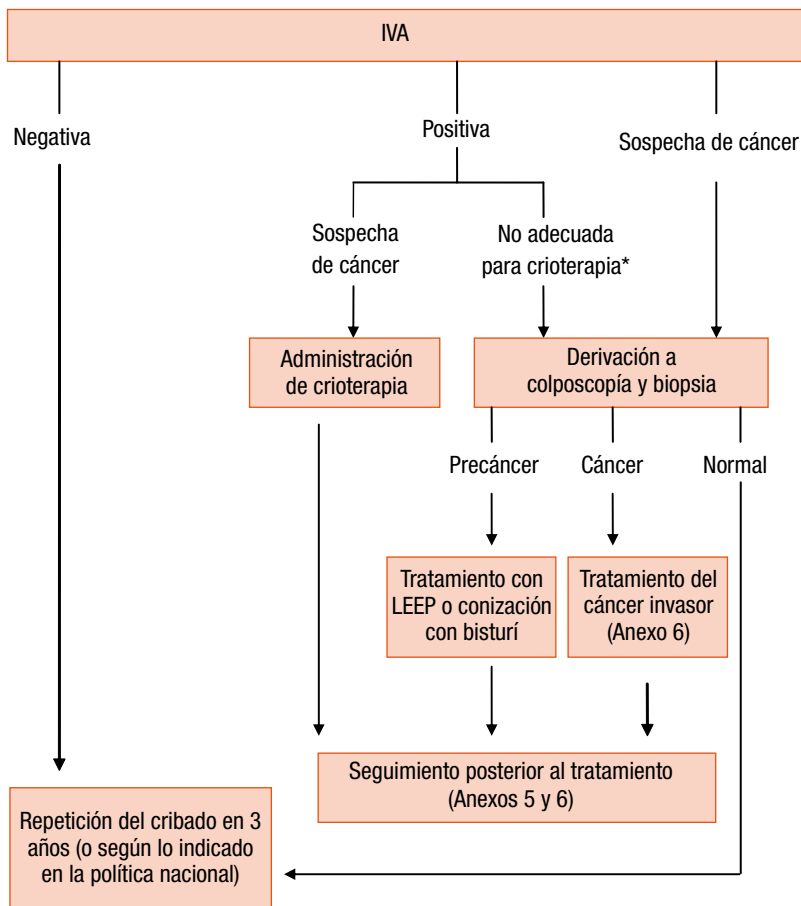 IVA
Negativa
Positiva
Sospecha de cáncer
Sospecha
de cáncer
No adecuada
para crioterapia*
Administración
de crioterapia
Derivación a
colposcopía y biopsia
Precáncer
Cáncer
Normal
Tratamiento con
LEEP o conización
con bisturí
Tratamiento del
cáncer invasor
(Anexo 6)
Seguimiento posterior al tratamiento
(Anexos 5 y 6)
Repetición del cribado en 3
años (o según lo indicado
en la política nacional)